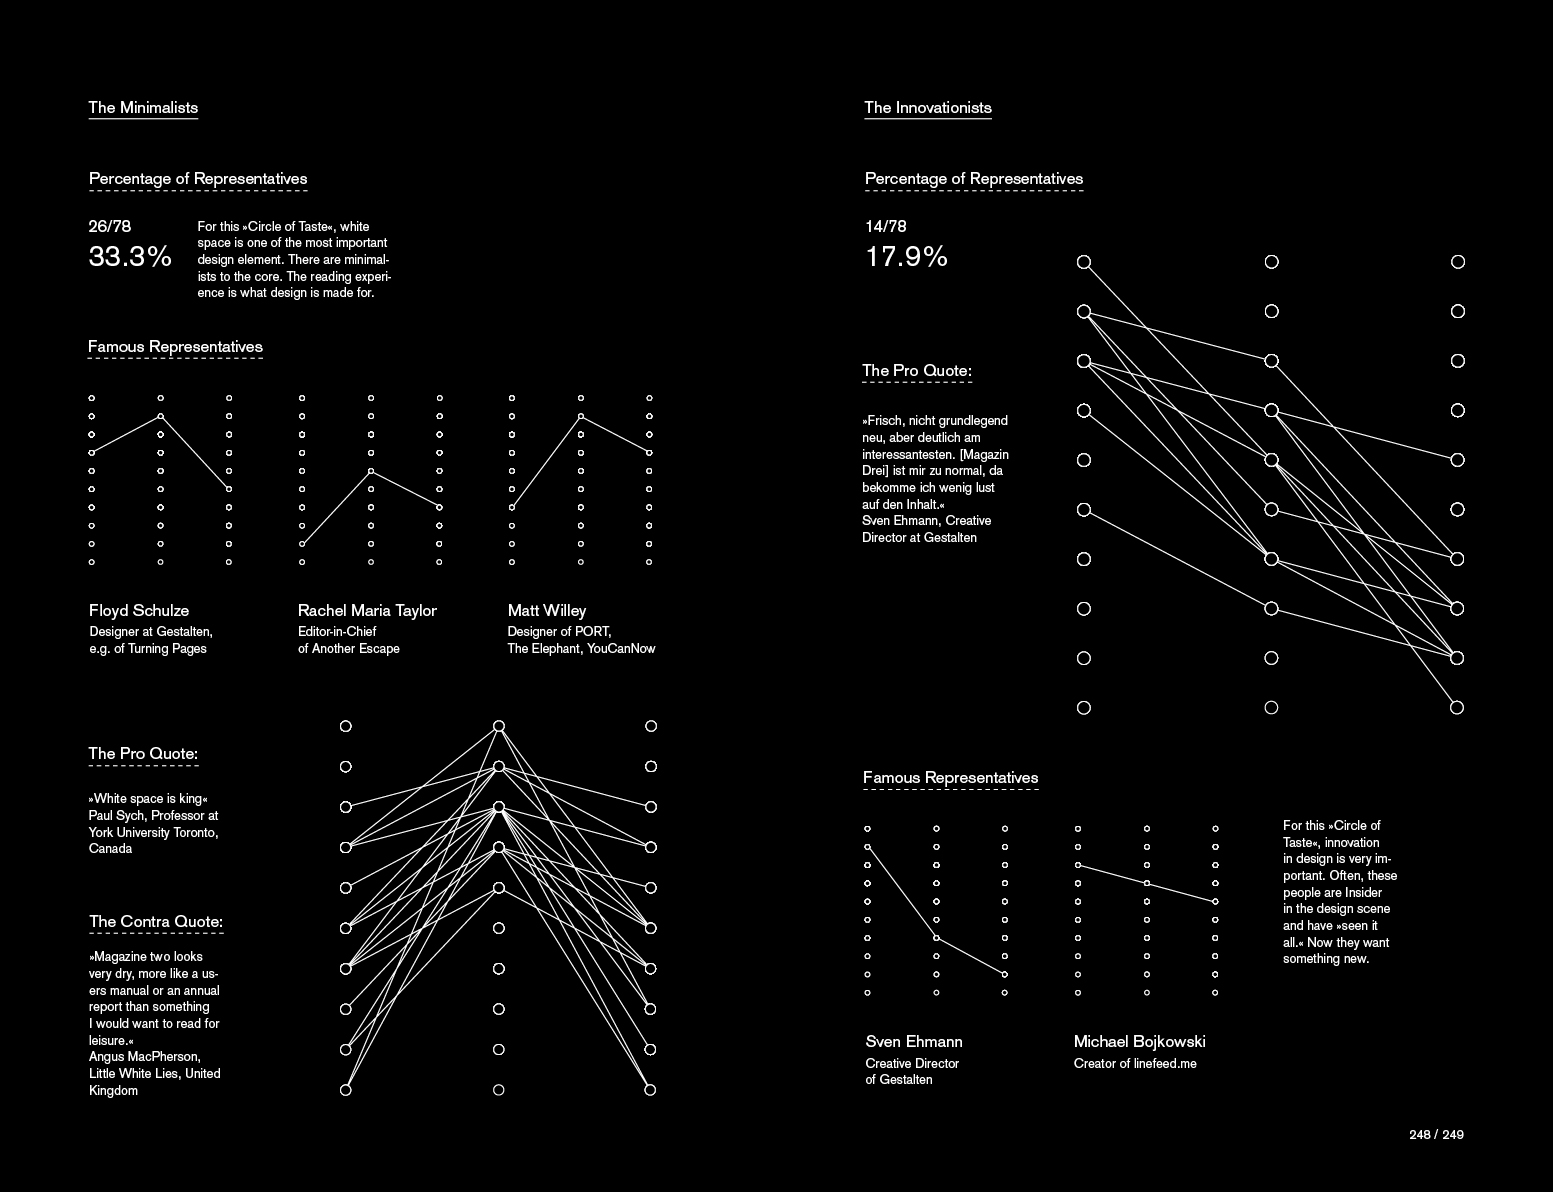 The Minimalists
Percentage of Representatives
26/78
33.3%
For this »Circle of Taste«, white
space is one of the most important
design element. There are minimal-
ists to the core. The reading experi-
ence is what design is made for.
Famous Representatives
Floyd Schulze
Designer at Gestalten,
e.g. of Turning Pages
Rachel Maria Taylor
Editor-in-Chief
of Another Escape
Matt Willey
Designer of PORT,
The Elephant, YouCanNow
The Pro Quote:
»White space is king«
Paul Sych, Professor at
York University Toronto,
Canada
The Contra Quote:
»Magazine two looks
very dry, more like a us-
ers manual or an annual
report than something
I would want to read for
leisure.«
Angus MacPherson,
Little White Lies, United
Kingdom
The Innovationists
Percentage of Representatives
14/78
17.9%
The Pro Quote:
»Frisch, nicht grundlegend
neu, aber deutlich am
interessantesten. [Magazin
Drei] ist mir zu normal, da
bekomme ich wenig lust
auf den Inhalt.«
Sven Ehmann, Creative
Director at Gestalten
Famous Representatives
Sven Ehmann
Creative Director
of Gestalten
Michael Bojkowski
Creator of linefeed.me
For this »Circle of
Taste«, innovation
in design is very im-
portant. Often, these
people are Insider
in the design scene
and have »seen it
all.« Now they want
something new.
248 / 249